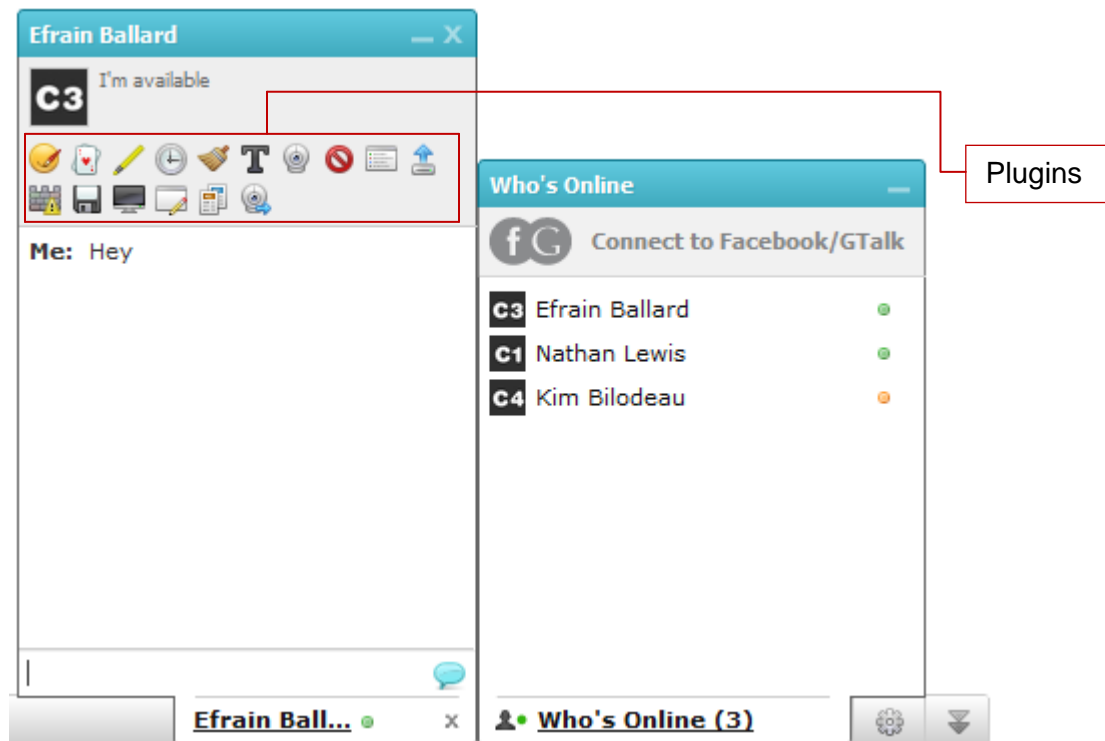 Efrain Ballard
C3
I'm available
Me: Hey
Efrain Ball...
x
Plugins
Who's Online
f G Connect to Facebook/GTalk
C3 Efrain Ballard
C1 Nathan Lewis
C4 Kim Bilodeau
Who's Online (3)